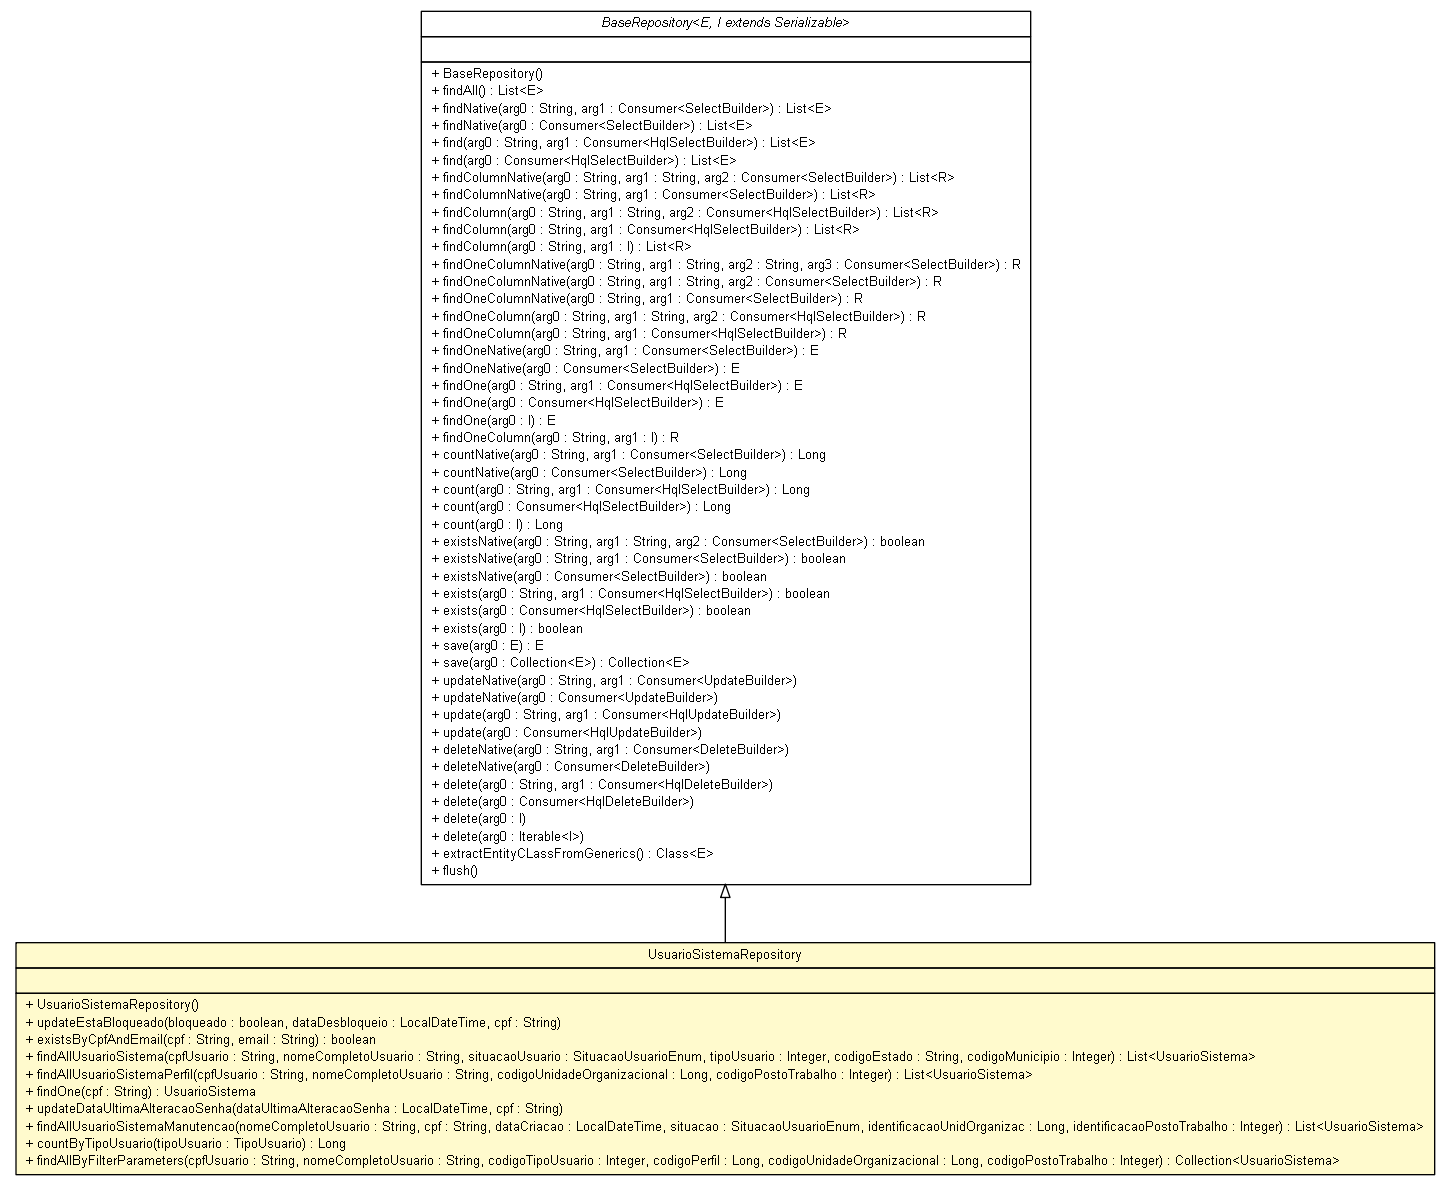 BaseRepository<E, I extends Serializable>
+ BaseRepository()
+ findAll() : List<E>
+ findNative(arg0 : String, arg1 : Consumer<SelectBuilder>) : List<E>
+ findNative(arg0 : Consumer<SelectBuilder>) : List<E>
+ find(arg0 : String, arg1 : Consumer<HqlSelectBuilder>) : List<E>
+ find(arg0 : Consumer<HqlSelectBuilder>) : List<E>
+ findColumnNative(arg0 : String, arg1 : String, arg2 : Consumer<SelectBuilder>) : List<R>
+ findColumnNative(arg0 : String, arg1 : Consumer<SelectBuilder>) : List<R>
+ findColumn(arg0 : String, arg1 : String, arg2 : Consumer<HqlSelectBuilder>) : List<R>
+ findColumn(arg0 : String, arg1 : Consumer<HqlSelectBuilder>) : List<R>
+ findColumn(arg0 : String, arg1 : I) : List<R>
+ findOneColumnNative(arg0 : String, arg1 : String, arg2 : String, arg3 : Consumer<SelectBuilder>) : R
+ findOneColumnNative(arg0 : String, arg1 : String, arg2 : Consumer<SelectBuilder>) : R
+ findOneColumnNative(arg0 : String, arg1 : Consumer<SelectBuilder>) : R
+ findOneColumn(arg0 : String, arg1 : String, arg2 : Consumer<HqlSelectBuilder>) : R
+ findOneColumn(arg0 : String, arg1 : Consumer<HqlSelectBuilder>) : R
+ findOneNative(arg0 : String, arg1 : Consumer<SelectBuilder>) : E
+ findOneNative(arg0 : Consumer<SelectBuilder>) : E
+ findOne(arg0 : String, arg1 : Consumer<HqlSelectBuilder>) : E
+ findOne(arg0 : Consumer<HqlSelectBuilder>) : E
+ findOne(arg0 : I) : E
+ findOneColumn(arg0 : String, arg1 : I) : R
+ countNative(arg0 : String, arg1 : Consumer<SelectBuilder>) : Long
+ countNative(arg0 : Consumer<SelectBuilder>) : Long
+ count(arg0 : String, arg1 : Consumer<HqlSelectBuilder>) : Long
+ count(arg0 : Consumer<HqlSelectBuilder>) : Long
+ count(arg0 : I) : Long
+ existsNative(arg0 : String, arg1 : String, arg2 : Consumer<SelectBuilder>) : boolean
+ existsNative(arg0 : String, arg1 : Consumer<SelectBuilder>) : boolean
+ existsNative(arg0 : Consumer<SelectBuilder>) : boolean
+ exists(arg0 : String, arg1 : Consumer<HqlSelectBuilder>) : boolean
+ exists(arg0 : Consumer<HqlSelectBuilder>) : boolean
+ exists(arg0 : I) : boolean
+ save(arg0 : E) : E
+ save(arg0 : Collection<E>) : Collection<E>
+ updateNative(arg0 : String, arg1 : Consumer<UpdateBuilder>)
+ updateNative(arg0 : Consumer<UpdateBuilder>)
+ update(arg0 : String, arg1 : Consumer<HqlUpdateBuilder>)
+ update(arg0 : Consumer<HqlUpdateBuilder>)
+ deleteNative(arg0 : String, arg1 : Consumer<DeleteBuilder>)
+ deleteNative(arg0 : Consumer<DeleteBuilder>)
+ delete(arg0 : String, arg1 : Consumer<HqlDeleteBuilder>)
+ delete(arg0 : Consumer<HqlDeleteBuilder>)
+ delete(arg0 : I)
+ delete(arg0 : Iterable<I>)
+ extractEntityCLassFromGenerics() : Class<E>
+ flush()
UsuarioSistemaRepository
+ UsuarioSistemaRepository()
+ updateEstaBloqueado(bloqueado : boolean, dataDesbloqueio : LocalDateTime, cpf : String)
+ existsByCpfAndEmail(cpf : String, email : String) : boolean
+ findAllUsuarioSistema(cpfUsuario : String, nomeCompletoUsuario : String, situacaoUsuario : SituacaoUsuarioEnum, tipoUsuario : Integer, codigoEstado : String, codigoMunicipio : Integer) : List<UsuarioSistema>
+ findAllUsuarioSistemaPerfil(cpfUsuario : String, nomeCompletoUsuario : String, codigoUnidadeOrganizacional : Long, codigoPostoTrabalho : Integer) : List<UsuarioSistema>
+ findOne(cpf : String) : UsuarioSistema
+ updateDataUltimaAlteracaoSenha(dataUltimaAlteracaoSenha : LocalDateTime, cpf : String)
+ findAllUsuarioSistemaManutencao(nomeCompletoUsuario : String, cpf : String, dataCriacao : LocalDateTime, situacao : SituacaoUsuarioEnum, identificacaoUnidOrganizac : Long, identificacaoPostoTrabalho : Integer) : List<UsuarioSistema>
+ countByTipoUsuario(tipoUsuario : TipoUsuario) : Long
+ findAllByFilterParameters(cpfUsuario : String, nomeCompletoUsuario : String, codigoTipoUsuario : Integer, codigoPerfil : Long, codigoUnidadeOrganizacional : Long, codigoPostoTrabalho : Integer) : Collection<UsuarioSistema>